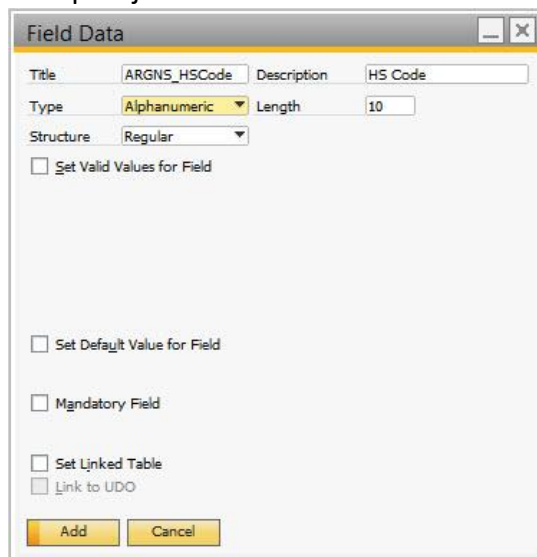 Field Data
Title ARGNS_HSCode Description HS Code
Type Alphanumeric Length 10
Structure Regular
Set Valid Values for Field
Set Default Value for Field
Mandatory Field
Set Linked Table
Link to UDO
Add Cancel